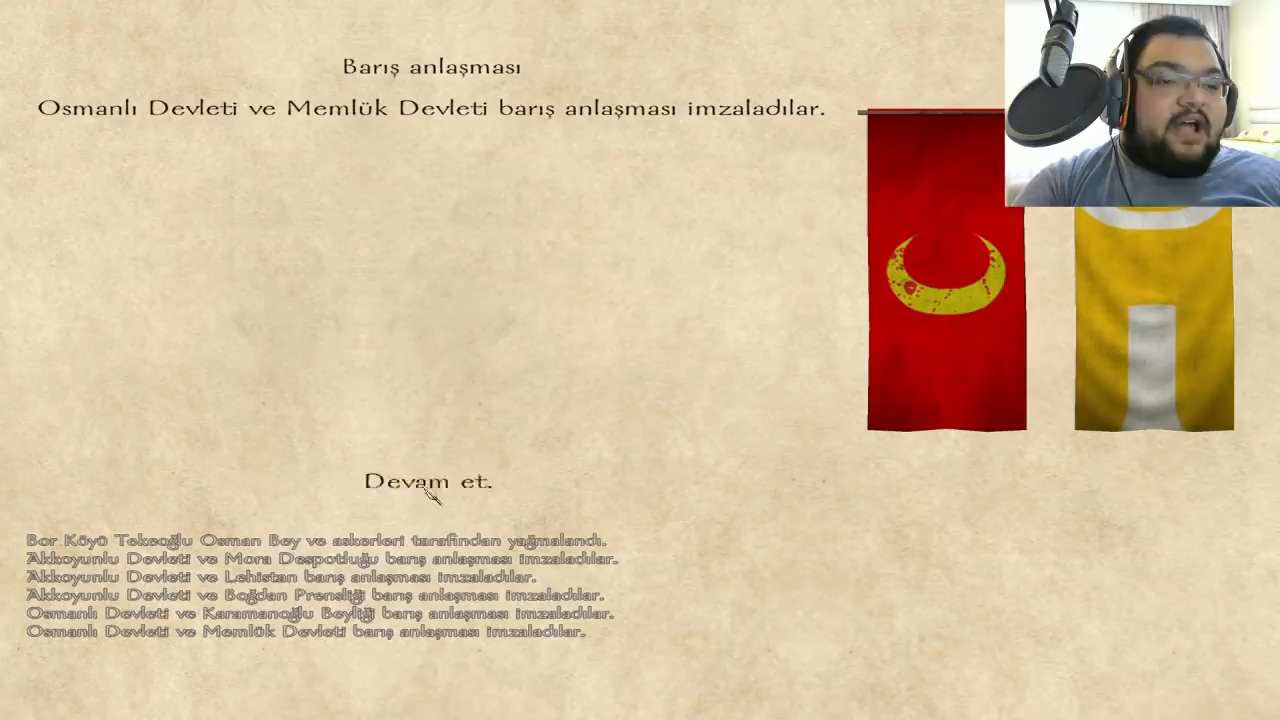 Barış anlaşması
Osmanlı Devleti ve Memlük Devleti barış anlaşması imzaladılar.
Devam et.
Bor Köyü Tekeoğlu Osman Bey ve askerleri tarafından yağmalandı.
Akkoyunlu Devleti ve Mora Despotluğu barış anlaşması imzaladılar.
Akkoyunlu Devleti ve Lehistan barış anlaşması imzaladılar.
Akkoyunlu Devleti ve Boğdan Prensliği barış anlaşması imzaladılar.
Osmanlı Devleti ve Karamanoğlu Beyliği barış anlaşması imzaladılar.
Osmanlı Devleti ve Memlük Devleti barış anlaşması imzaladılar.